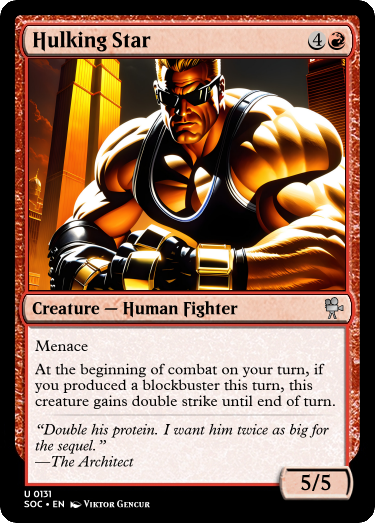 Hulking Star 4
Creature — Human Fighter
Menace
At the beginning of combat on your turn, if
you produced a blockbuster this turn, this
creature gains double strike until end of turn.
“Double his protein. I want him twice as big for
the sequel.”
—The Architect
5/5
U 0131
SOC • EN Viktor Gencur